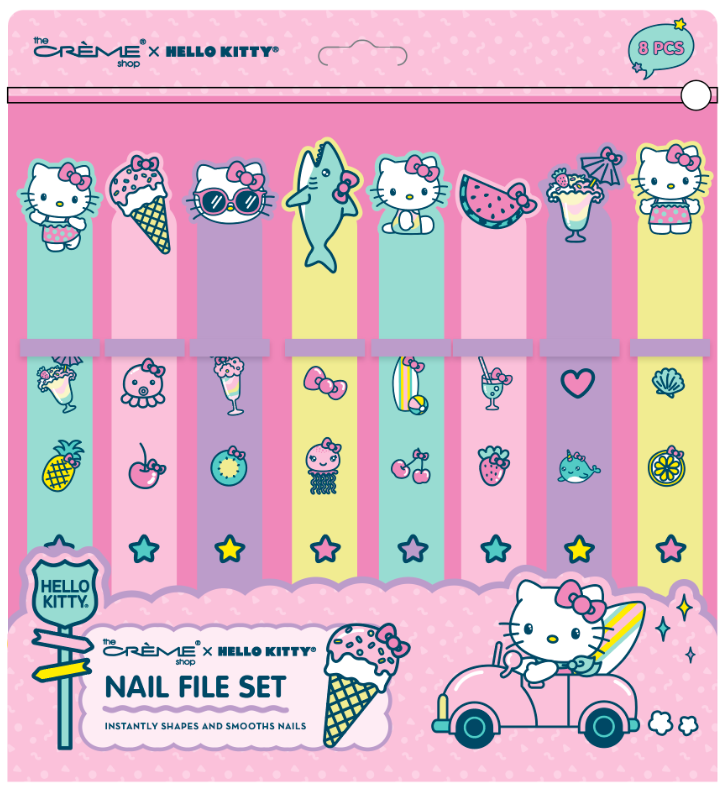 the
CRÈME® × HELLO KITTY®
shop
8 PCS
HELLO
KITTY®
the
CRÈME® × HELLO KITTY®
shop
NAIL FILE SET
INSTANTLY SHAPES AND SMOOTHS NAILS